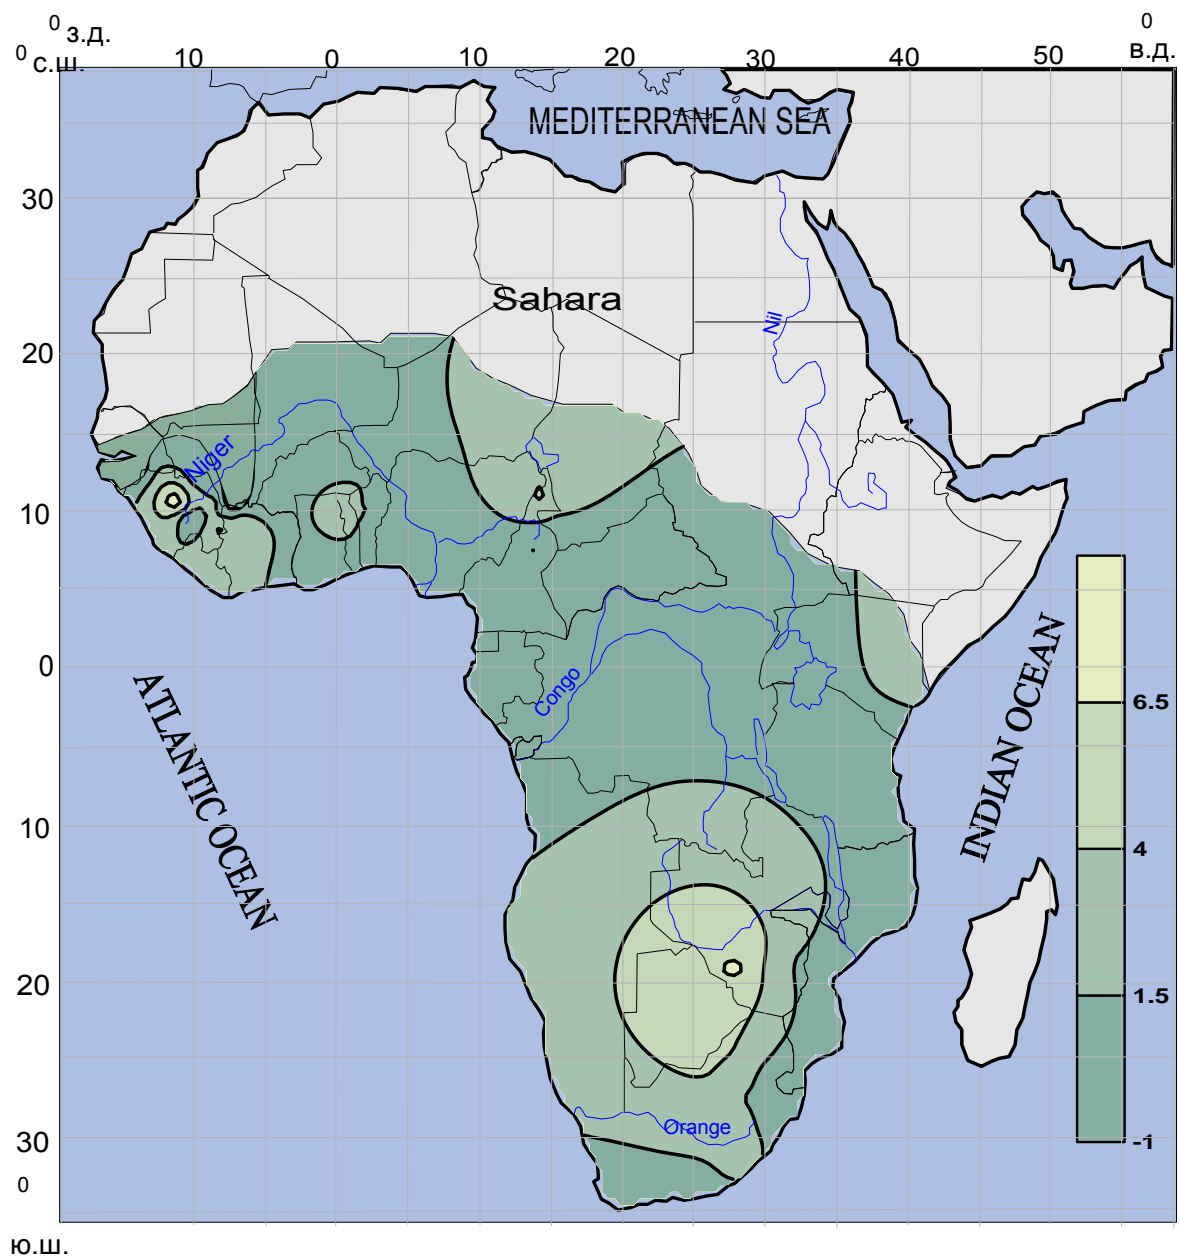 0 з.д.
0 с.ш.
10 0 10 20 30 40 50
0
в.д.
MEDITERRANEAN SEA
30
Sahara
Nil
20
Niger
10
0
Congo
ATLANTIC OCEAN
INDIAN OCEAN
6.5
10
4
20
1.5
Orange
30
-1
0
ю.ш.